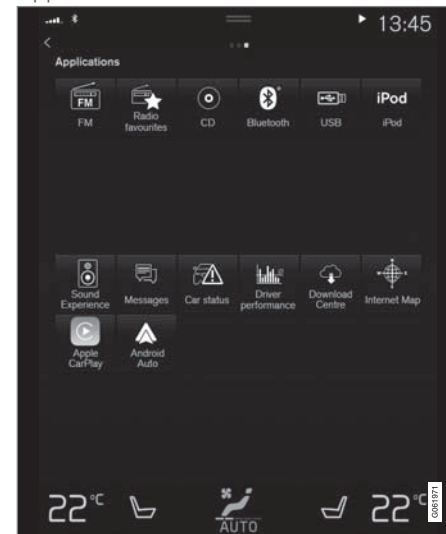 13:45
Applications
FM
iPod
FM
Radio favourites
CD
Bluetooth
USB
iPod
Sound Experience
Messages
Car status
Driver performance
Download Centre
Internet Map
Apple CarPlay
Android Auto
22°C
AUTO
22°C
G061971